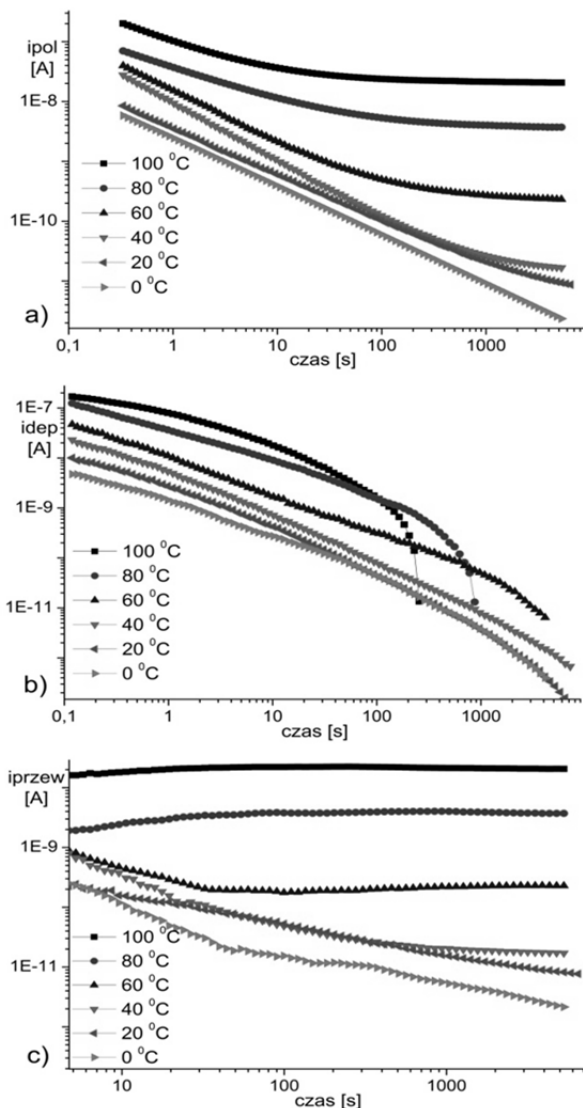 ipol
[A]
1E-8
1E-10
100 ⁰C
80 ⁰C
60 ⁰C
40 ⁰C
20 ⁰C
0 ⁰C
a)
0,1
1
10
100
1000
czas [s]
1E-7
idep
[A]
1E-9
1E-11
100 ⁰C
80 ⁰C
60 ⁰C
40 ⁰C
20 ⁰C
0 ⁰C
b)
0,1
1
10
100
1000
czas [s]
iprzew
[A]
1E-9
1E-11
100 ⁰C
80 ⁰C
60 ⁰C
40 ⁰C
20 ⁰C
0 ⁰C
c)
10
100
1000
czas [s]